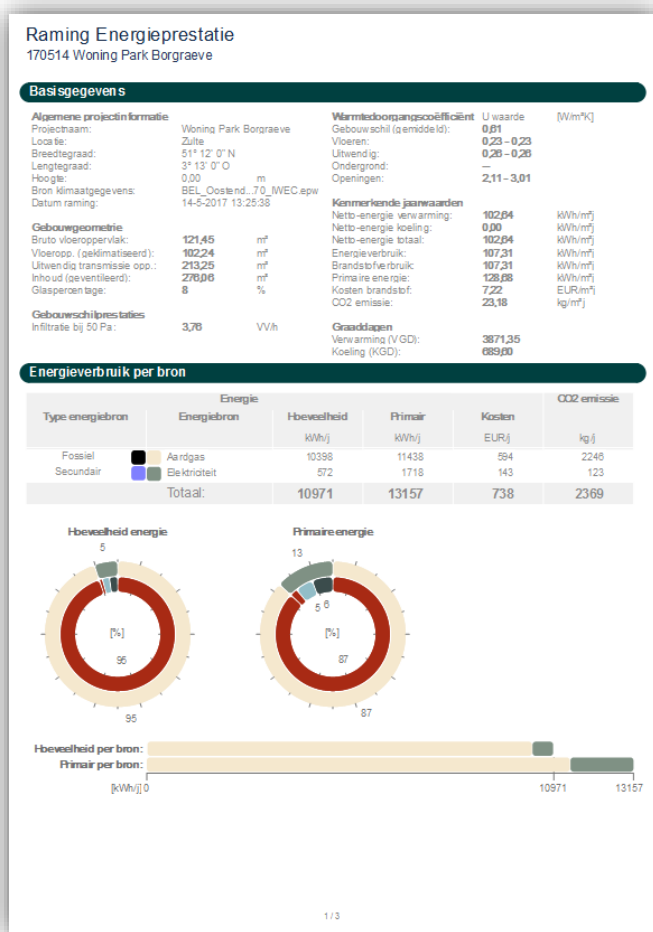 Raming Energieprestatie
170514 Woning Park Borgraeve
Basisgegevens
Algemene projectinformatie
Projectnaam: Woning Park Borgraeve
Locatie: Zulte
Breedtegraad: 51° 12' 0" N
Lengtegraad: 3° 13' 0" O
Hoogte: 0,00 m
Bron klimaatgegevens: BEL_Oostend...70_IWEC.epw
Datum raming: 14-5-2017 13:25:38
Gebouwgeometrie
Bruto vloeroppervlak: 121,45 m²
Vloeropp. (geklimatiseerd): 102,24 m²
Uitwendig transmissie opp.: 213,25 m²
Inhoud (geventileerd): 276,06 m³
Glaspercentage: 8 %
Gebouwschilprestaties
Infiltratie bij 50 Pa: 3,76 VV/h
Warmtedoorgangscoëfficiënt U waarde [W/m²K]
Gebouwschil (gemiddeld): 0,61
Vloeren: 0,23 – 0,23
Uitwendig: 0,26 – 0,26
Ondergrond: --
Openingen: 2,11 – 3,01
Kenmerkende jaarwaarden
Netto-energie verwarming: 102,64 kWh/m²j
Netto-energie koeling: 0,00 kWh/m²j
Netto-energie totaal: 102,64 kWh/m²j
Energieverbruik: 107,31 kWh/m²j
Brandstofverbruik: 107,31 kWh/m²j
Primaire energie: 128,68 kWh/m²j
Kosten brandstof: 7,22 EUR/m²j
CO2 emissie: 23,18 kg/m²j
Graaddagen
Verwarming (VGD): 3871,35
Koeling (KGD): 689,60
Energieverbruik per bron
Energie CO2 emissie
Type energiebron Energiebron Hoeveelheid Primair Kosten
kWh/j kWh/j EUR/j kg/j
Fossiel Aardgas 10398 11438 594 2246
Secundair Elektriciteit 572 1718 143 123
Totaal: 10971 13157 738 2369
Hoeveelheid energie Primaire energie
5 13
5 6
[%] [%]
95 87
95 87
Hoeveelheid per bron:
Primair per bron:
[kWh/j] 0 10971 13157
1 / 3